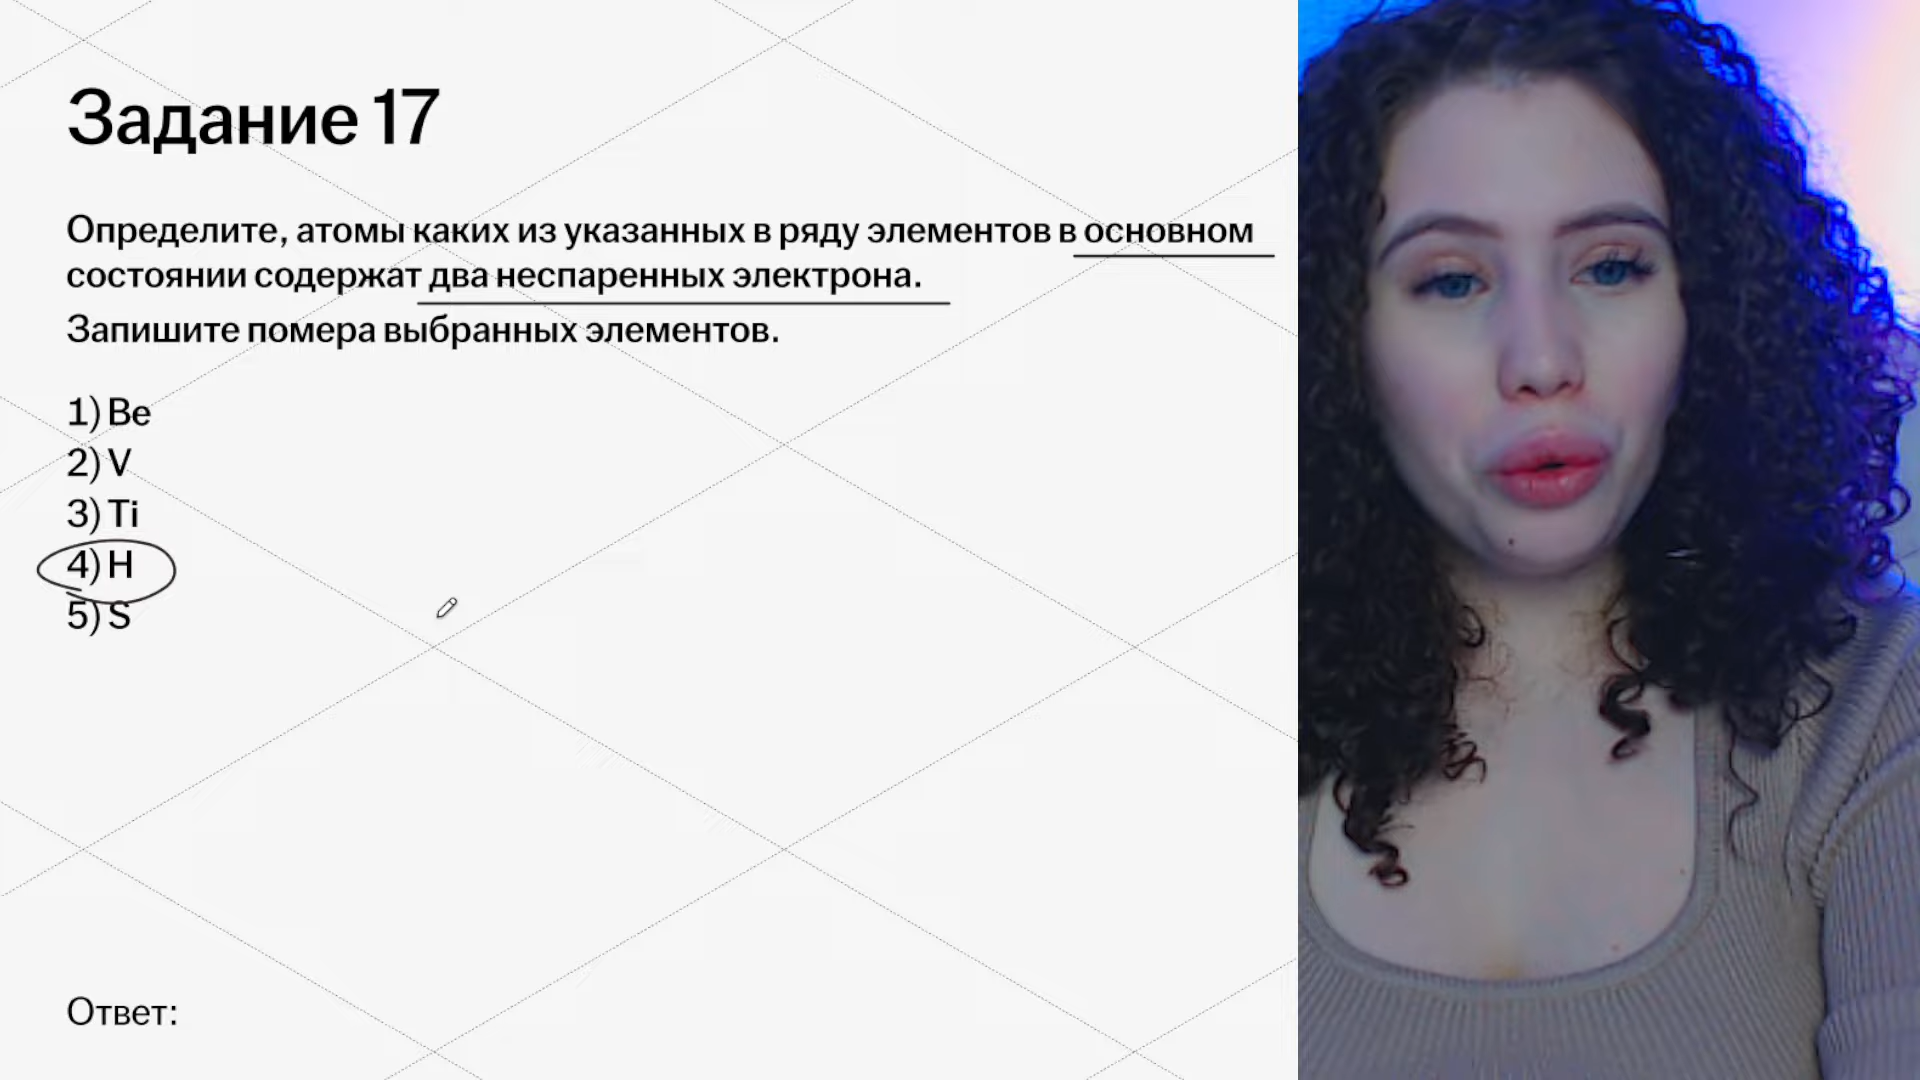 Задание 17
Определите, атомы каких из указанных в ряду элементов в основном
состоянии содержат два неспаренных электрона.
Запишите помера выбранных элементов.
1) Be
2) V
3) Ti
4) H
5) S
Ответ: